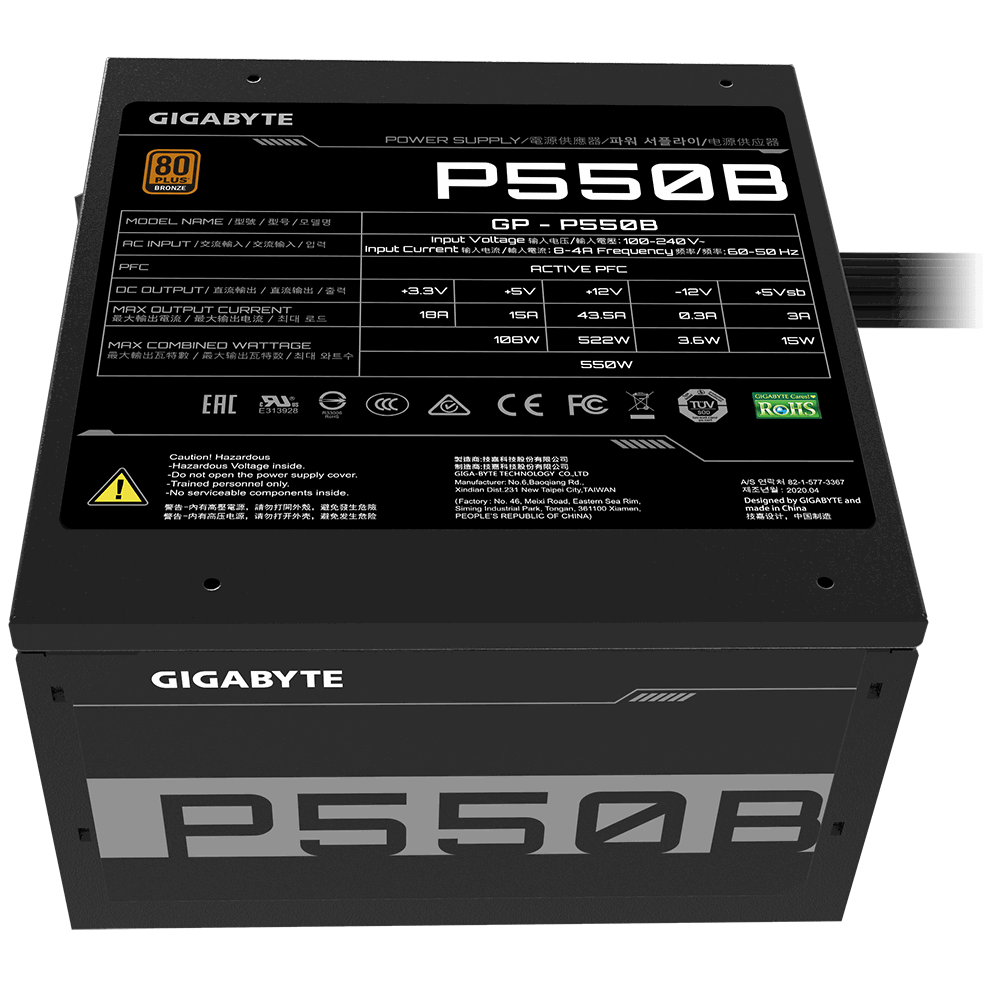 GIGABYTE
POWER SUPPLY/電源供應器/파워 서플라이/电源供应器
80
PLUS
BRONZE
P550B
MODEL NAME / 型號 / 型号 / 모델명 GP - P550B
AC INPUT / 交流輸入 / 交流输入 / 입력 Input Voltage 输入电压/輸入電壓: 100-240V~
Input Current 输入电流/輸入電流: 8-4A Frequency 频率/頻率: 60-50 Hz
PFC ACTIVE PFC
DC OUTPUT / 直流輸出 / 直流输出 / 출력 +3.3V +5V +12V -12V +5Vsb
MAX OUTPUT CURRENT 18A 15A 43.5A 0.3A 3A
最大輸出電流 / 最大输出电流 / 최대 로드
MAX COMBINED WATTAGE 108W 522W 3.6W 15W
最大輸出瓦特數 / 最大输出瓦特数 / 최대 와트수 550W
EAC
E313928
R33006
RoHS
CCC
CE FC
TÜV
GIGABYTE Cares!
RoHS
Caution! Hazardous
-Hazardous Voltage inside.
-Do not open the power supply cover.
-Trained personnel only.
-No serviceable components inside.
警告-內有高壓電源，請勿打開外殼，避免發生危險
警告-内有高压电源，请勿打开外壳，避免发生危险
製造商:技嘉科技股份有限公司
制造商:技嘉科技股份有限公司
GIGA-BYTE TECHNOLOGY CO.,LTD
Manufacturer: No.6,Baoqiang Rd.,
Xindian Dist.231 New Taipei City,TAIWAN
(Factory : No. 46, Meixi Road, Eastern Sea Rim,
Siming Industrial Park, Tongan, 361100 Xiamen,
PEOPLE'S REPUBLIC OF CHINA)
A/S 연락처 82-1-577-3367
제조년월 : 2020.04
Designed by GIGABYTE and
made in China
技嘉设计，中国制造
GIGABYTE
P550B